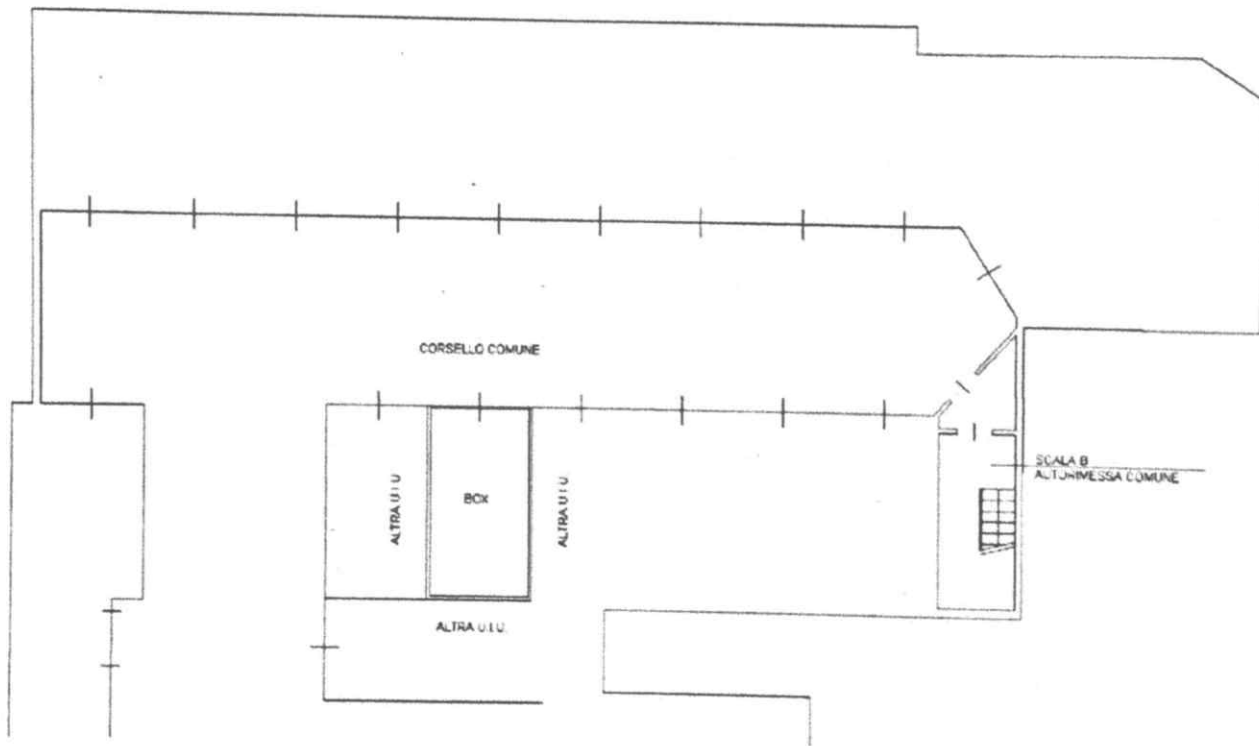 CORSELLO COMUNE
ALTRA U.I.U.
BOX
ALTRA U.I.U.
SCALA B
AUTORIMESSA COMUNE
ALTRA U.I.U.